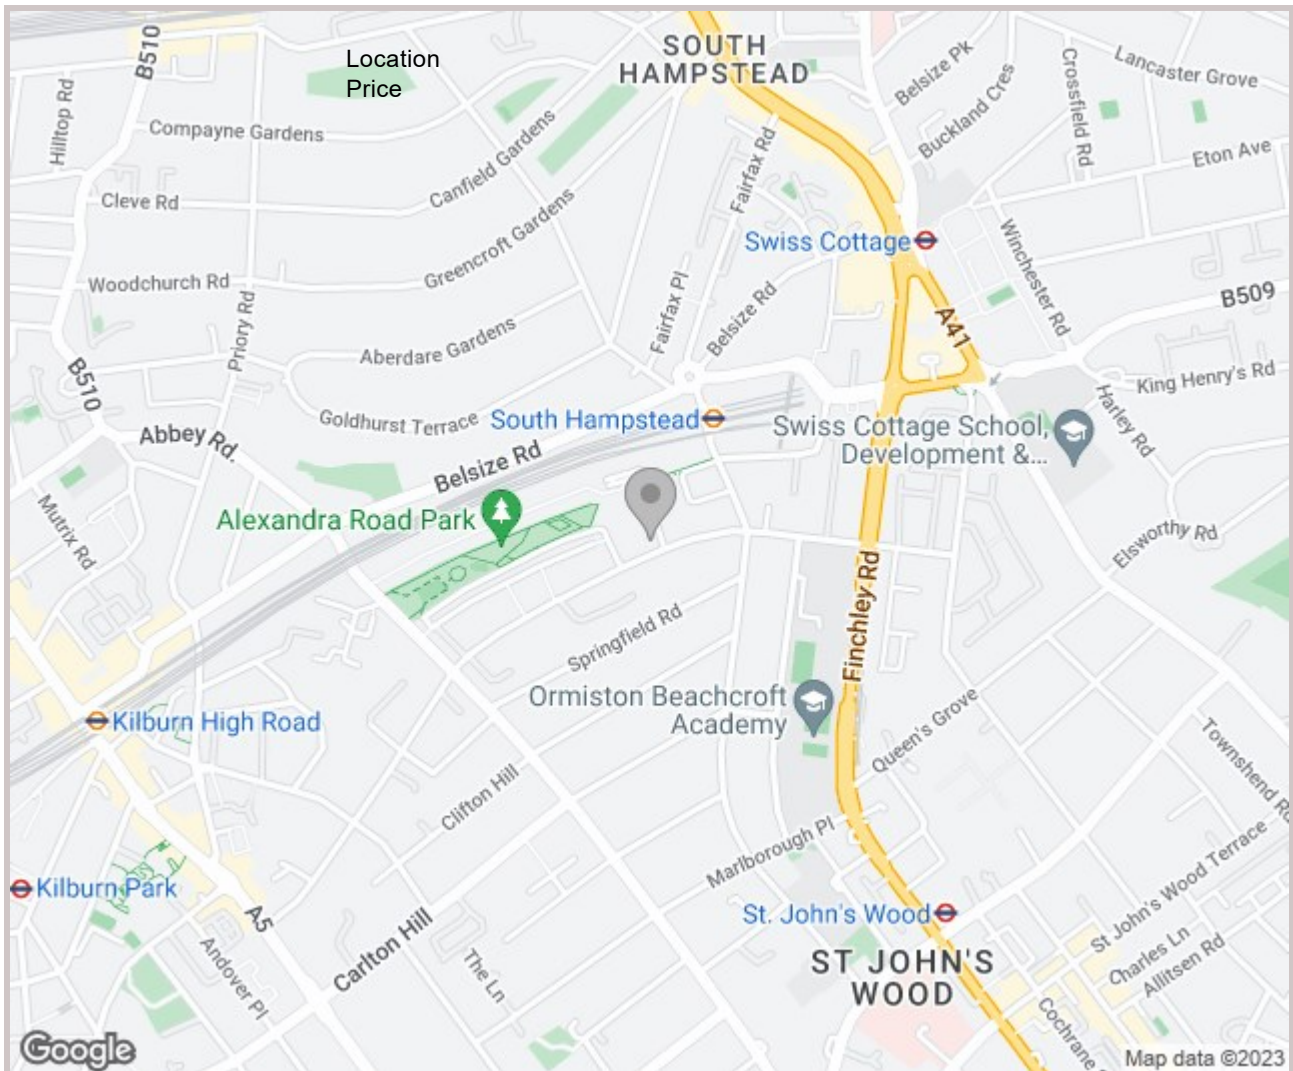 Location
Price
SOUTH
HAMPSTEAD
B510
Hilltop Rd
Compayne Gardens
Canfield Gardens
Cleve Rd
Greencroft Gardens
Woodchurch Rd
Priory Rd
Aberdare Gardens
B510
Goldhurst Terrace
Abbey Rd.
Belsize Rd
Fairfax Rd
Fairfax Pl
Belsize Rd
Belsize Pk
Buckland Cres
Crossfield Rd
Lancaster Grove
Eton Ave
Swiss Cottage
Winchester Rd
B509
A41
King Henry's Rd
Harley Rd
South Hampstead
Swiss Cottage School,
Development &...
Alexandra Road Park
Mutrix Rd
Elsworthy Rd
Finchley Rd
Springfield Rd
Ormiston Beachcroft
Academy
Queen's Grove
Townshend Rd
Kilburn High Road
Clifton Hill
Marlborough Pl
St John's Wood Terrace
Kilburn Park
A5
Carlton Hill
St. John's Wood
Charles Ln
Allitsen Rd
Andover Pl
The Ln
ST JOHN'S
WOOD
Cochrane S
Google
Map data ©2023